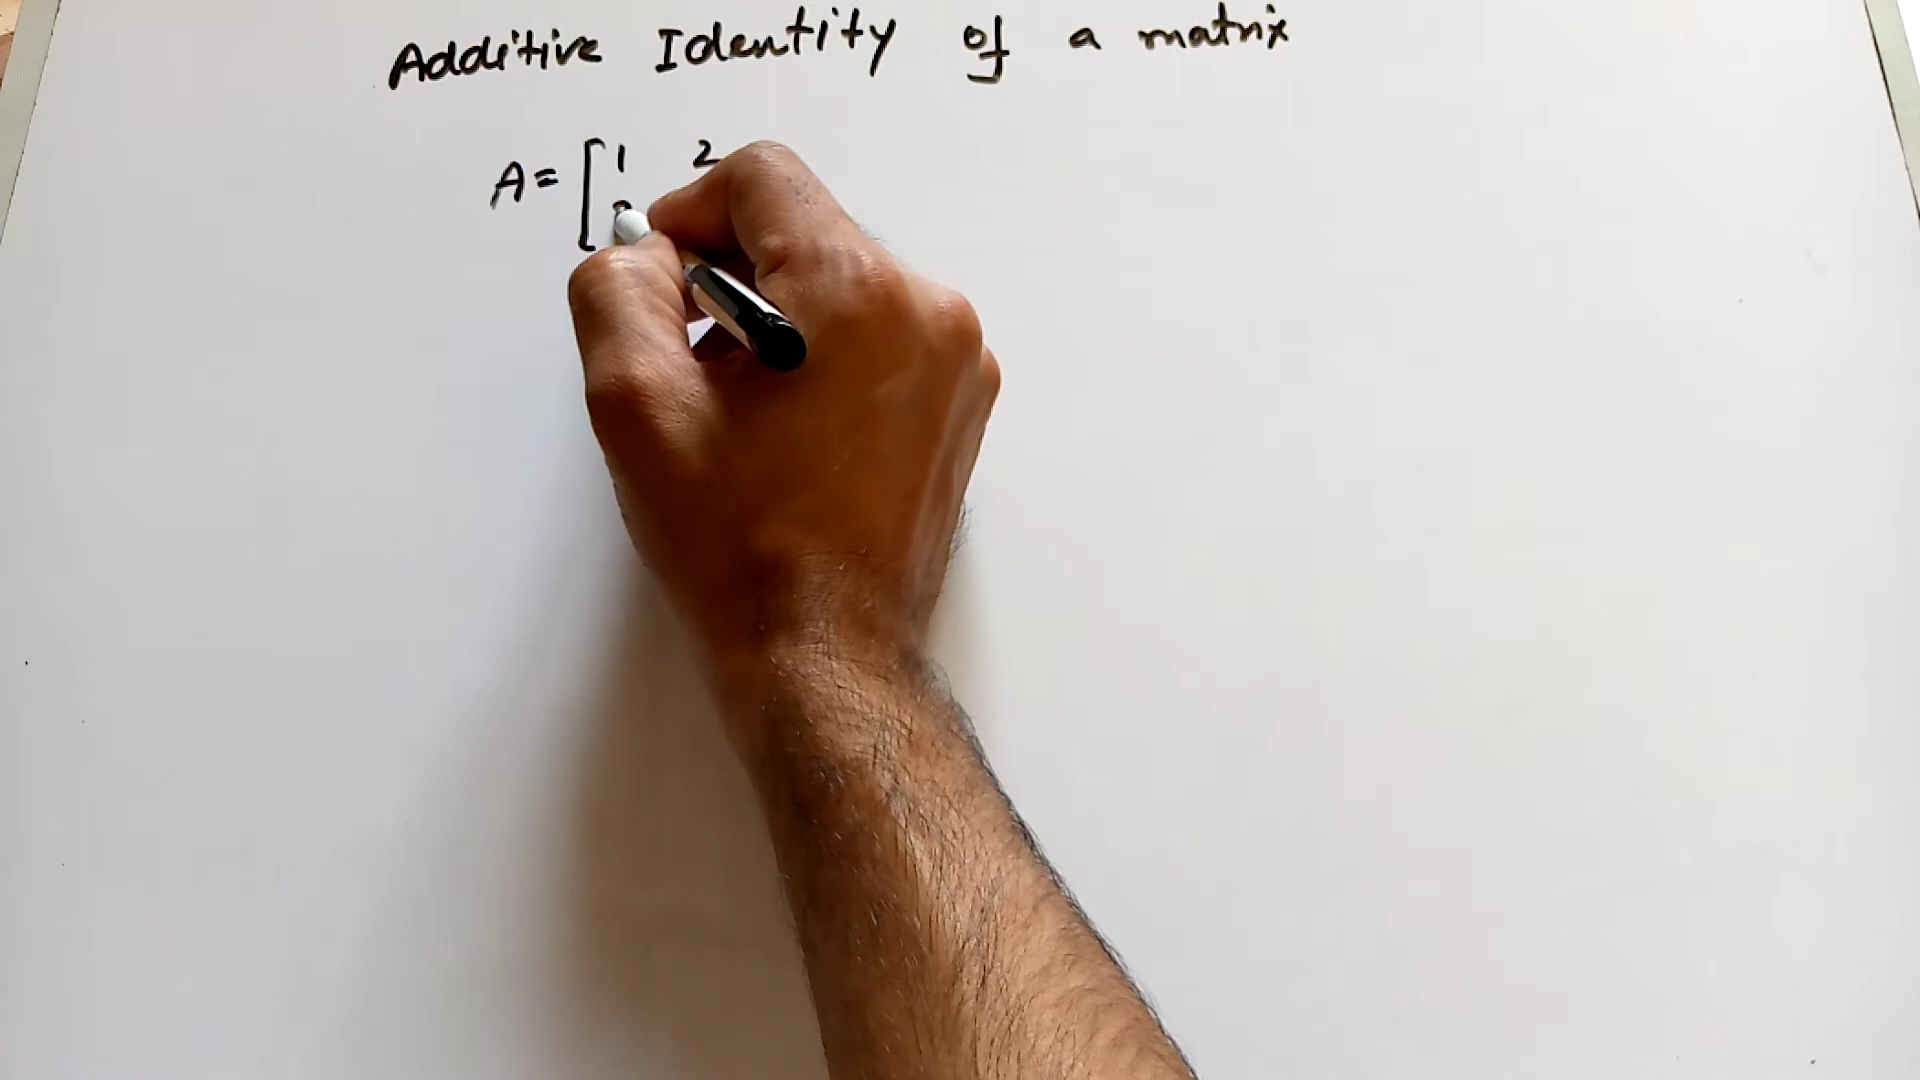 Additive Identity of a matrix
A = [ 1 2